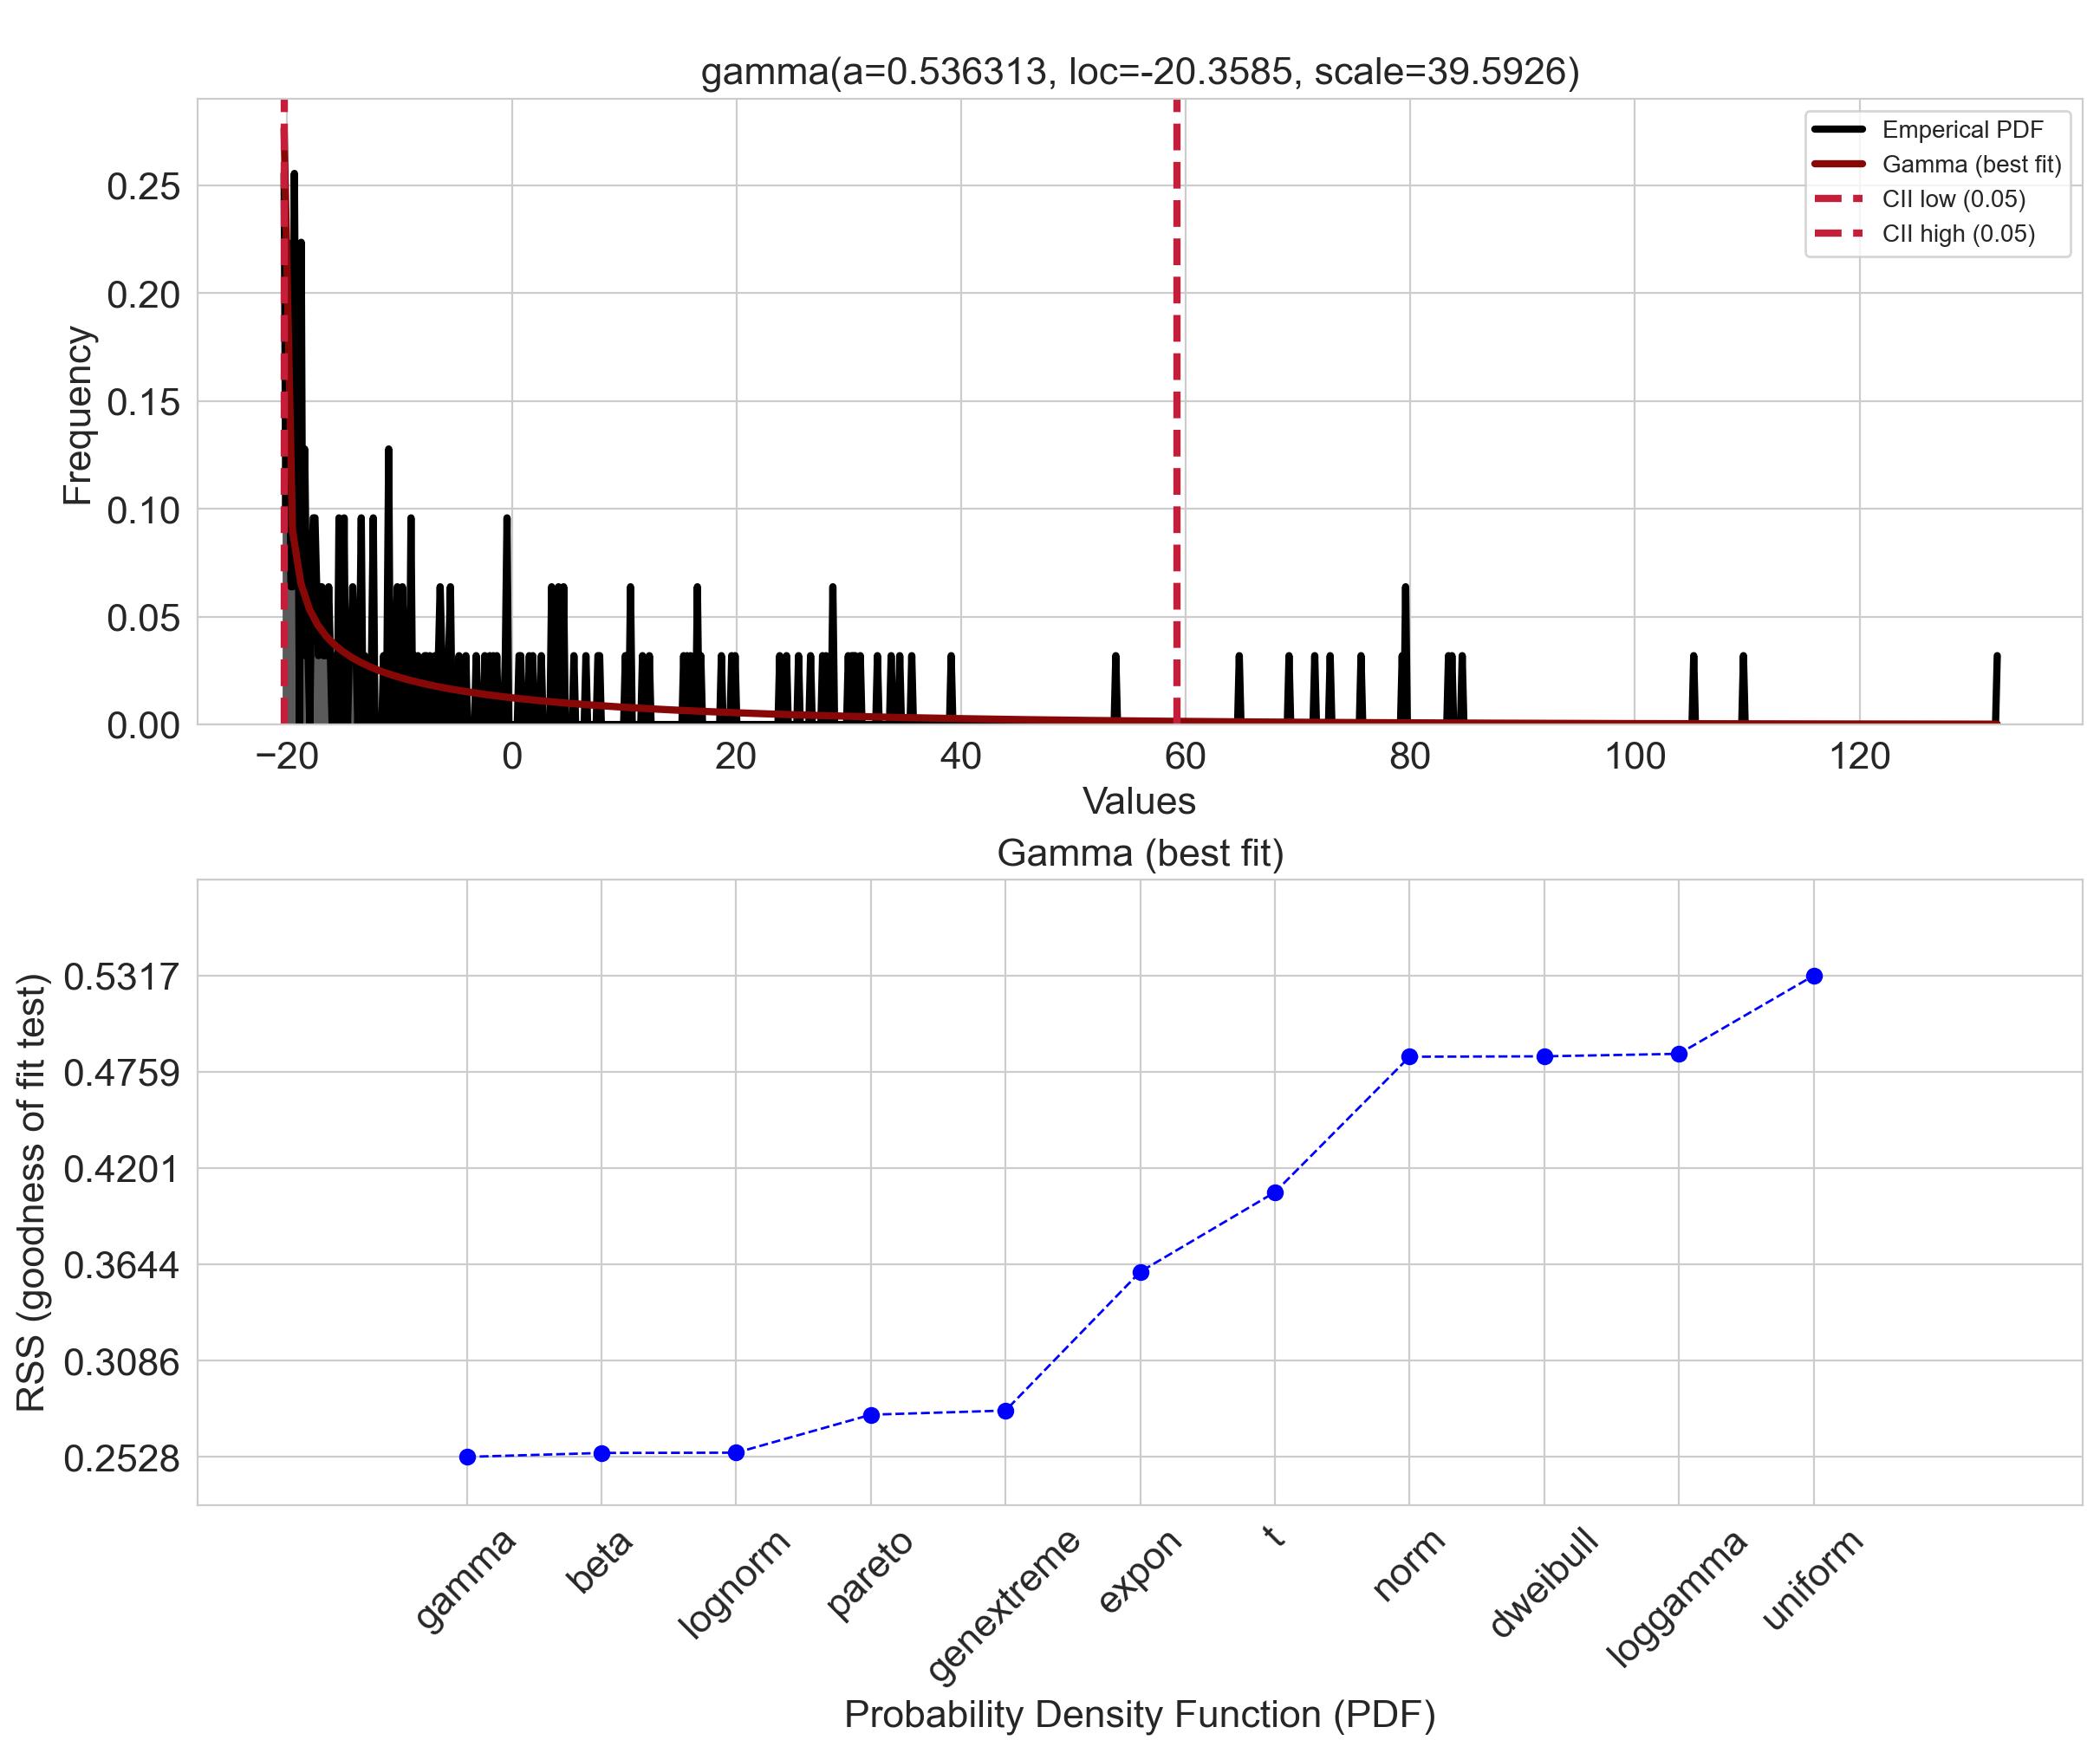 gamma(a=0.536313, loc=-20.3585, scale=39.5926)
Emperical PDF
Gamma (best fit)
CII low (0.05)
CII high (0.05)
Frequency
0.25
0.20
0.15
0.10
0.05
0.00
−20 0 20 40 60 80 100 120
Values
Gamma (best fit)
RSS (goodness of fit test)
0.5317
0.4759
0.4201
0.3644
0.3086
0.2528
gamma
beta
lognorm
pareto
genextreme
expon
t
norm
dweibull
loggamma
uniform
Probability Density Function (PDF)